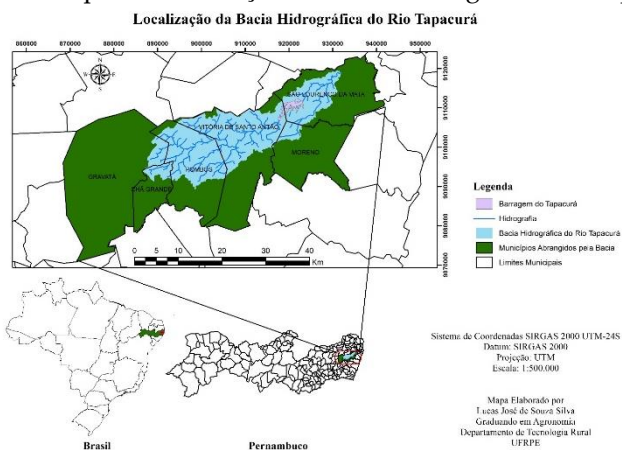 Localização da Bacia Hidrográfica do Rio Tapacurá
860000 870000 880000 890000 900000 910000 920000 930000 940000 950000
N
W E
S
9120000
9110000
9100000
9090000
9080000
9070000
SÃO LOURENÇO DA MATA
VITÓRIA DE SANTO ANTÃO
MORENO
POMBOS
GRAVATÁ
CHÃ GRANDE
0 5 10 20 30 40
Km
Legenda
Barragem do Tapacurá
Hidrografia
Bacia Hidrográfica do Rio Tapacurá
Municípios Abrangidos pela Bacia
Limites Municipais
Sistema de Coordenadas SIRGAS 2000 UTM-24S
Datum: SIRGAS 2000
Projeção: UTM
Escala: 1:500.000
Mapa Elaborado por
Lucas José de Souza Silva
Graduando em Agronomia
Departamento de Tecnologia Rural
UFRPE
Brasil
Pernambuco